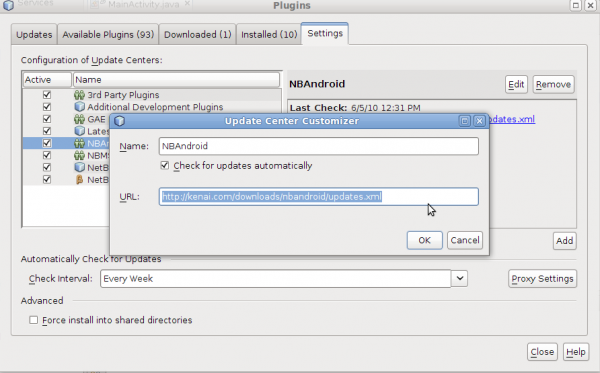 Services
MainActivity.java
Plugins
Updates
Available Plugins (93)
Downloaded (1)
Installed (10)
Settings
Configuration of Update Centers:
Active
Name
3rd Party Plugins
Additional Development Plugins
GAE
Lates
NBAn
NBMS
NetB
NetB
NBAndroid
Edit
Remove
Last Check: 6/5/10 12:31 PM
pdates.xml
Add
Update Center Customizer
Name:
NBAndroid
Check for updates automatically
URL:
http://kenai.com/downloads/nbandroid/updates.xml
OK
Cancel
Automatically Check for Updates
Check Interval:
Every Week
Proxy Settings
Advanced
Force install into shared directories
Close
Help